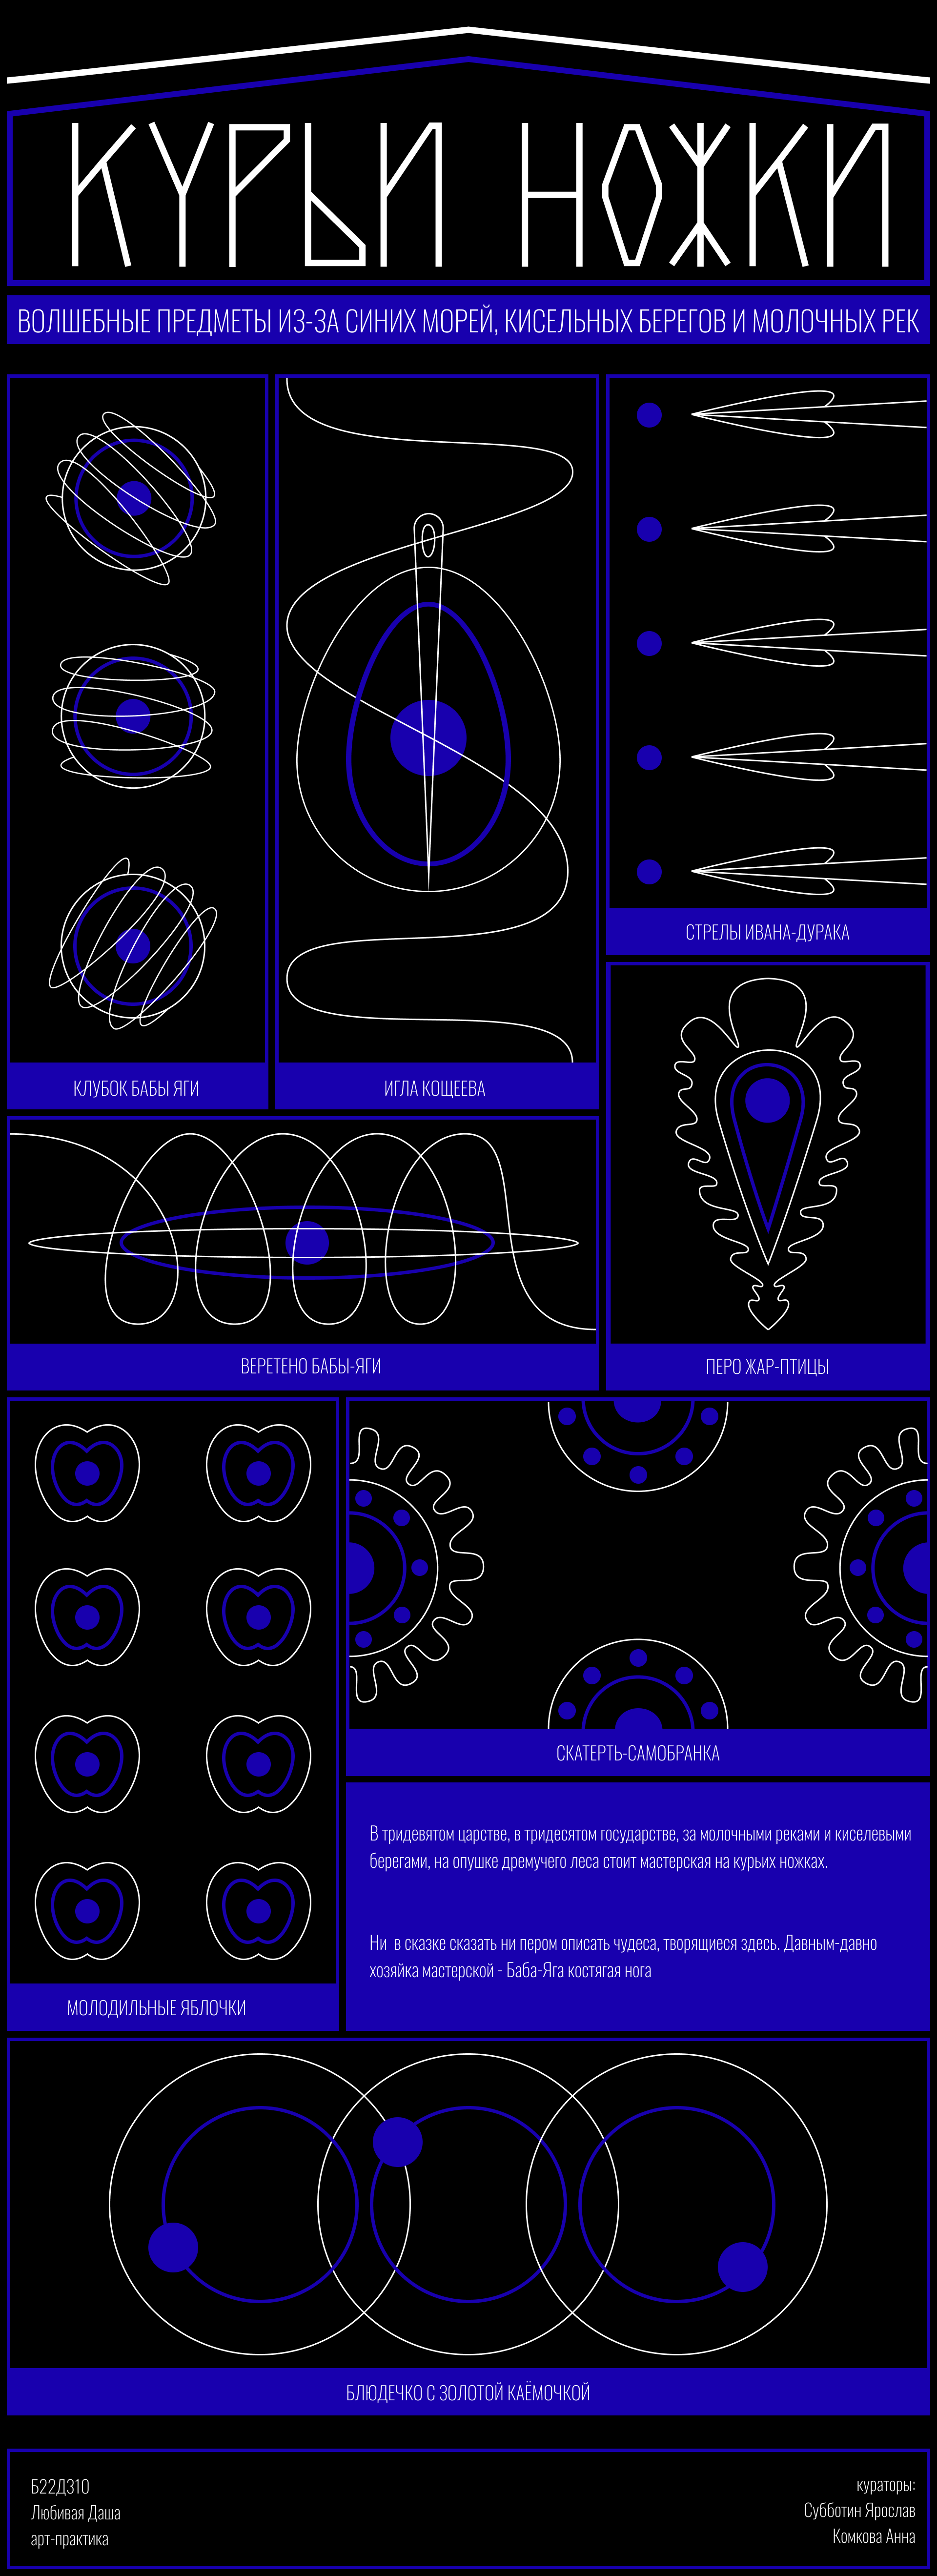 КУРЬИ НОЖКИ
ВОЛШЕБНЫЕ ПРЕДМЕТЫ ИЗ-ЗА СИНИХ МОРЕЙ, КИСЕЛЬНЫХ БЕРЕГОВ И МОЛОЧНЫХ РЕК
КЛУБОК БАБЫ ЯГИ
ИГЛА КОЩЕЕВА
СТРЕЛЫ ИВАНА-ДУРАКА
ВЕРЕТЕНО БАБЫ-ЯГИ
ПЕРО ЖАР-ПТИЦЫ
МОЛОДИЛЬНЫЕ ЯБЛОЧКИ
СКАТЕРТЬ-САМОБРАНКА
В тридевятом царстве, в тридесятом государстве, за молочными реками и киселевыми
берегами, на опушке дремучего леса стоит мастерская на курьих ножках.
Ни в сказке сказать ни пером описать чудеса, творящиеся здесь. Давным-давно
хозяйка мастерской - Баба-Яга костягая нога
БЛЮДЕЧКО С ЗОЛОТОЙ КАЁМОЧКОЙ
Б22Д310
Любивая Даша
арт-практика
кураторы:
Субботин Ярослав
Комкова Анна